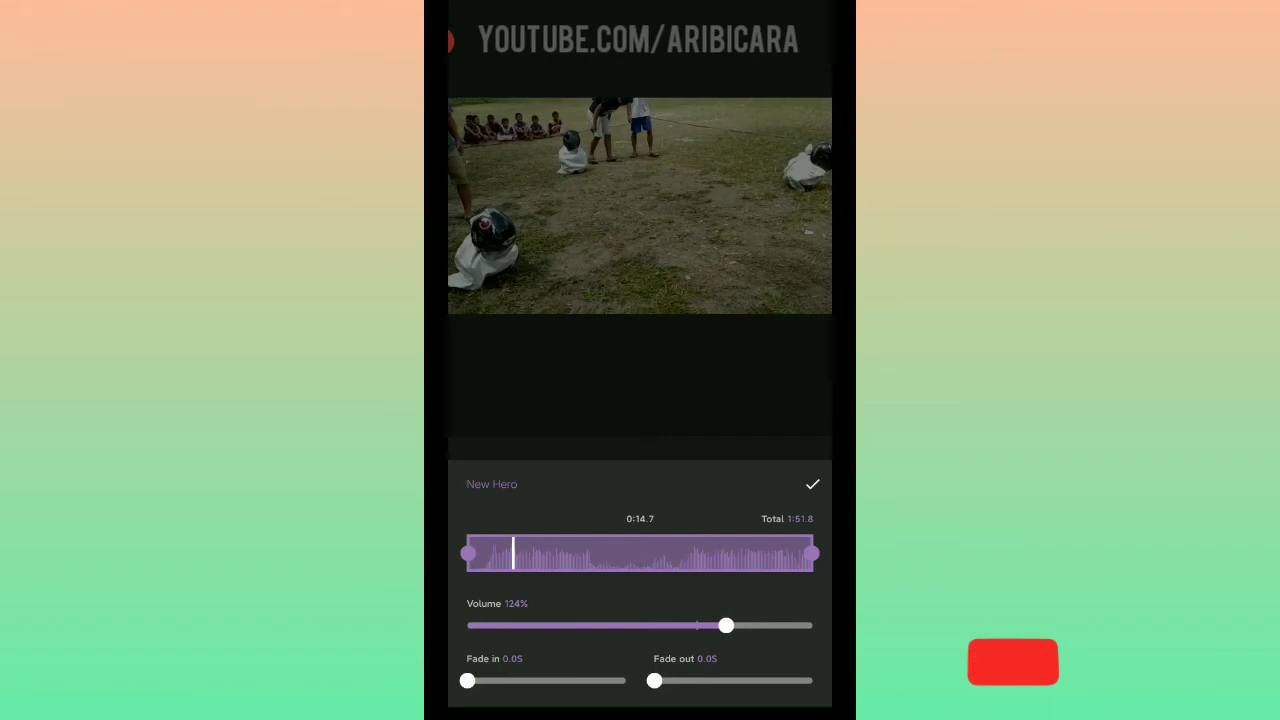 YOUTUBE.COM/ARIBICARA
New Hero
0:14.7
Total 1:51.8
Volume 124%
Fade in 0.0S
Fade out 0.0S